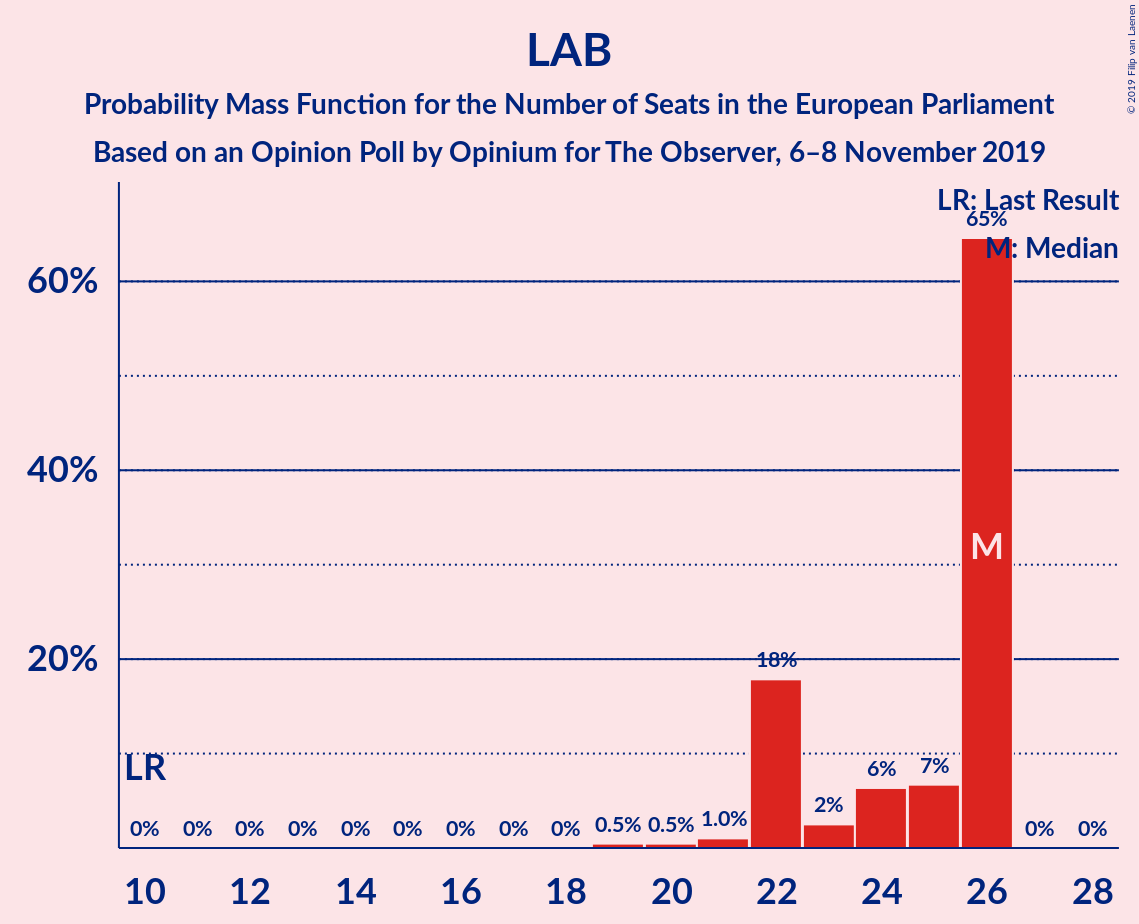 LAB
Probability Mass Function for the Number of Seats in the European Parliament
Based on an Opinion Poll by Opinium for The Observer, 6–8 November 2019
© 2019 Filip van Laenen
LR: Last Result
M: Median
65%
60%
40%
M
20%
18%
LR
6%
7%
2%
0% 0% 0% 0% 0% 0% 0% 0% 0% 0.5% 0.5% 1.0% 0% 0%
10 12 14 16 18 20 22 24 26 28